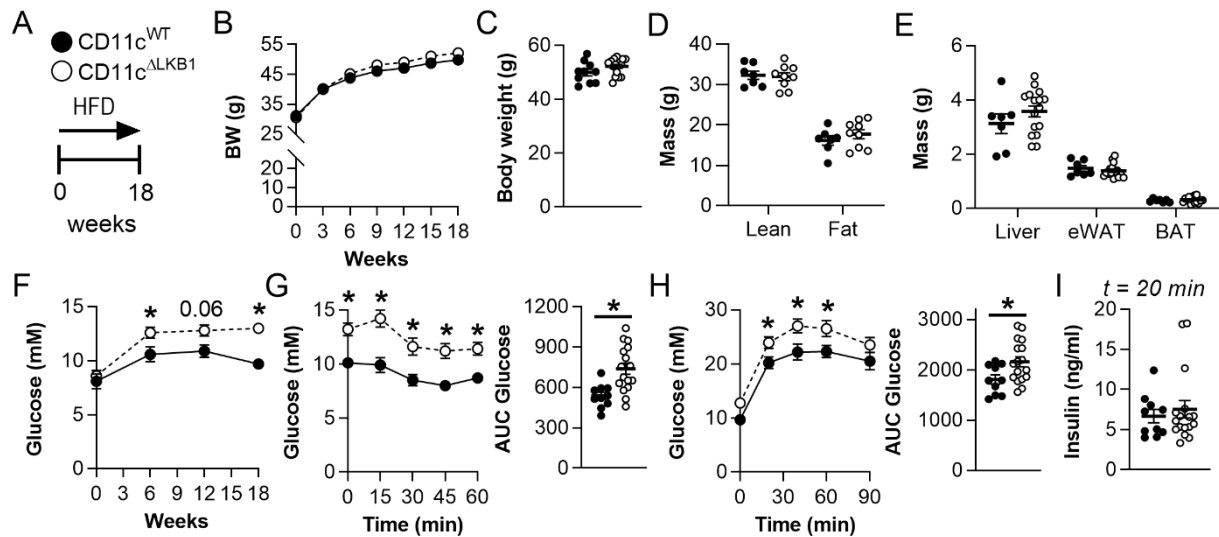 A
CD11cᵂᵀ
CD11c^ΔLKB1
HFD
0 18
weeks
B
BW (g)
55
45
35
25
20
10
0
0 3 6 9 12 15 18
Weeks
C
Body weight (g)
60
40
20
0
D
Mass (g)
40
30
20
10
0
Lean Fat
E
Mass (g)
6
4
2
0
Liver eWAT BAT
F
Glucose (mM)
15
10
5
0
* 0.06 *
0 3 6 9 12 15 18
Weeks
G
Glucose (mM)
15
10
5
0
* * * * *
0 15 30 45 60
Time (min)
AUC Glucose
1200
900
600
300
0
*
H
Glucose (mM)
30
20
10
0
* * *
0 30 60 90
Time (min)
AUC Glucose
3000
2000
1000
0
*
I
t = 20 min
Insulin (ng/ml)
20
15
10
5
0